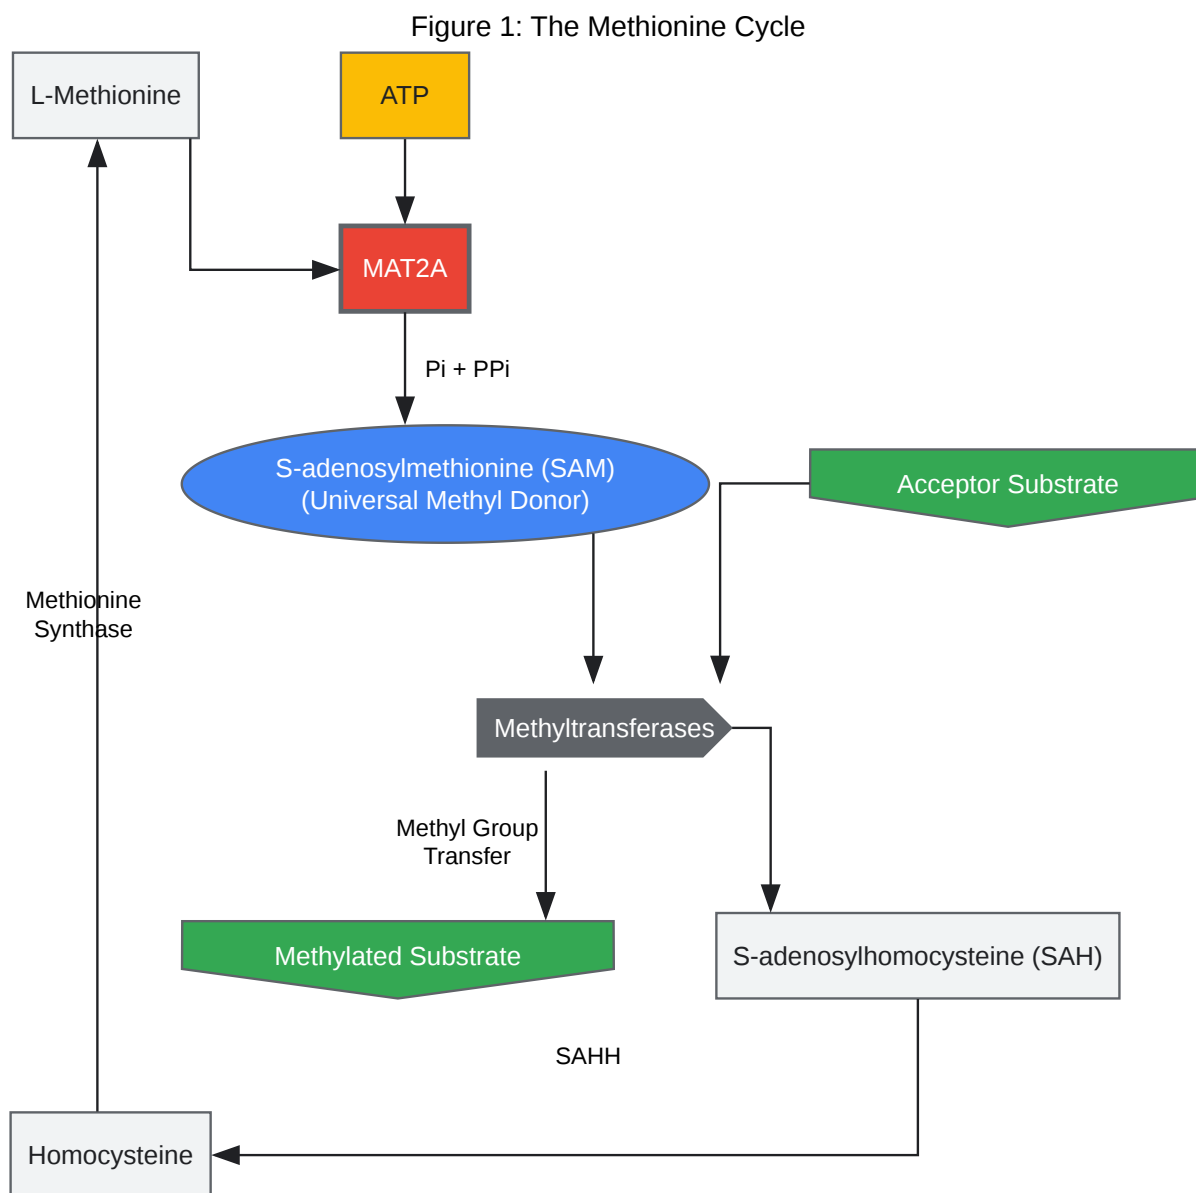 Figure 1: The Methionine Cycle
L-Methionine
ATP
MAT2A
Pi + PPi
S-adenosylmethionine (SAM)
(Universal Methyl Donor)
Acceptor Substrate
Methionine
Synthase
Methyltransferases
Methyl Group
Transfer
Methylated Substrate
S-adenosylhomocysteine (SAH)
SAHH
Homocysteine